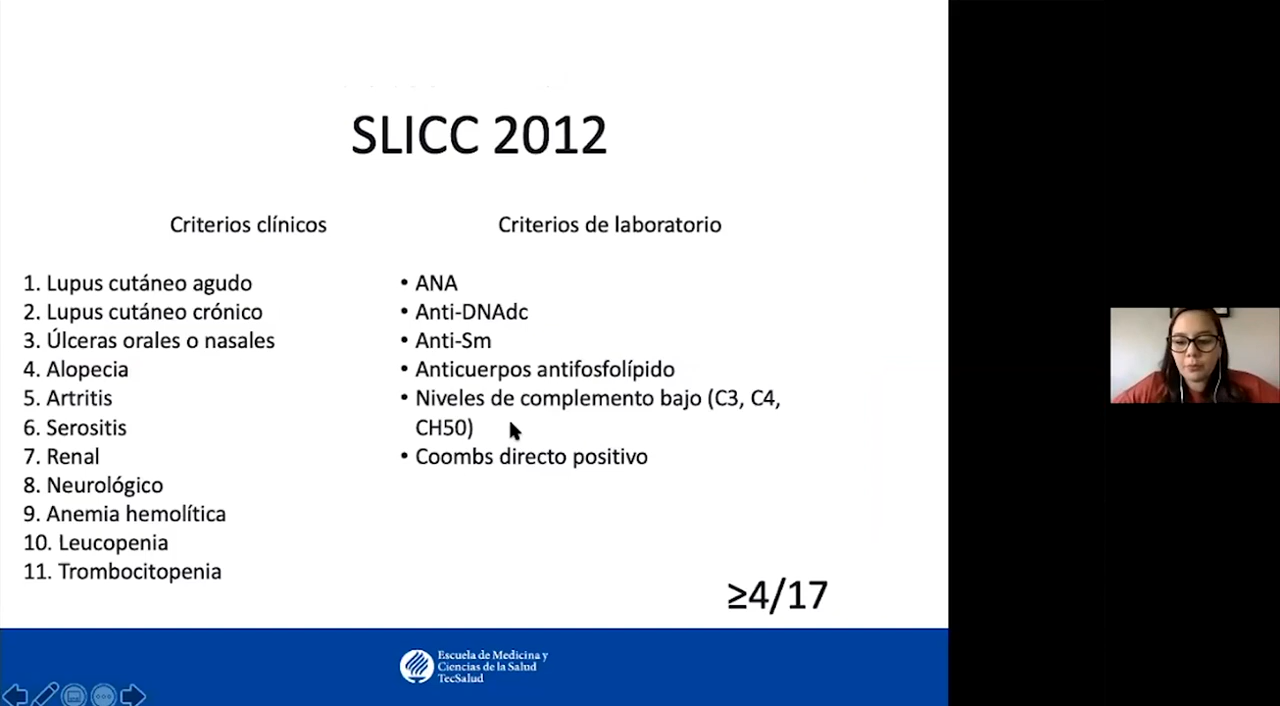 SLICC 2012
Criterios clínicos
1. Lupus cutáneo agudo
2. Lupus cutáneo crónico
3. Úlceras orales o nasales
4. Alopecia
5. Artritis
6. Serositis
7. Renal
8. Neurológico
9. Anemia hemolítica
10. Leucopenia
11. Trombocitopenia
Criterios de laboratorio
• ANA
• Anti-DNAdc
• Anti-Sm
• Anticuerpos antifosfolípido
• Niveles de complemento bajo (C3, C4,
CH50)
• Coombs directo positivo
≥4/17
Escuela de Medicina y
Ciencias de la Salud
TecSalud